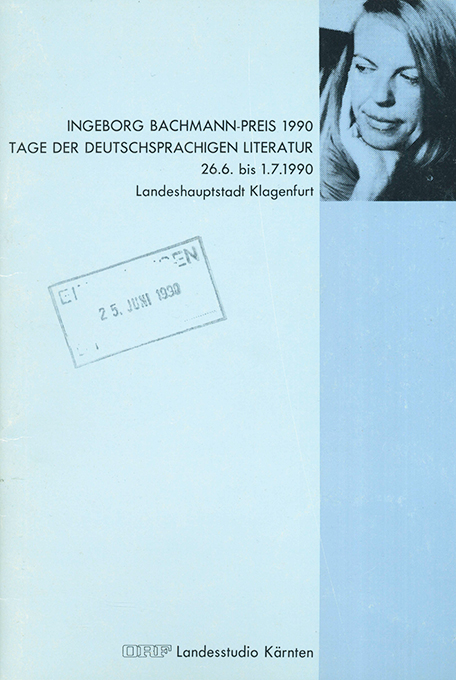 INGEBORG BACHMANN-PREIS 1990
TAGE DER DEUTSCHSPRACHIGEN LITERATUR
26.6. bis 1.7.1990
Landeshauptstadt Klagenfurt
25. JUNI 1990
ORF Landesstudio Kärnten